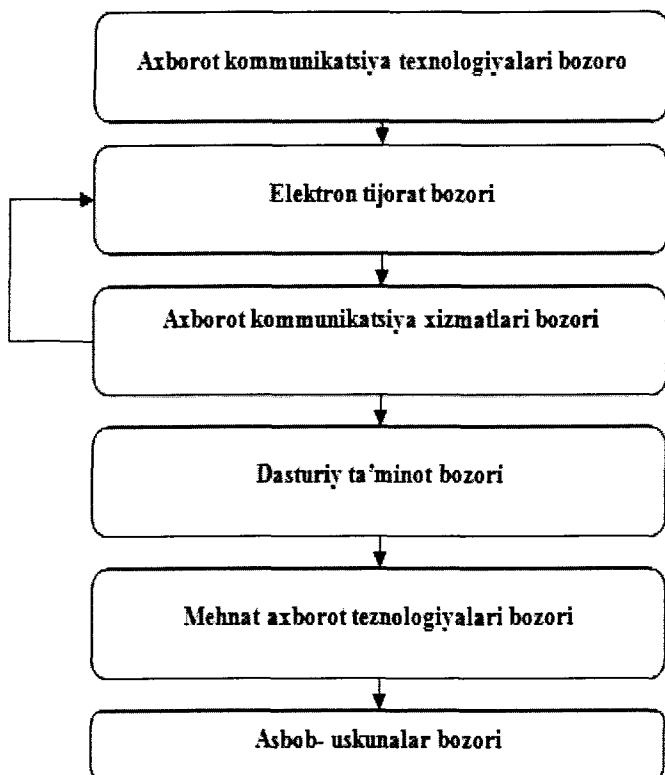 Axborot kommunikatsiya texnologiyalari bozoro
Elektron tijorat bozori
Axborot kommunikatsiya xizmatlari bozori
Dasturiy ta'minot bozori
Mehnat axborot teznologiyalari bozori
Asbob- uskunalar bozori